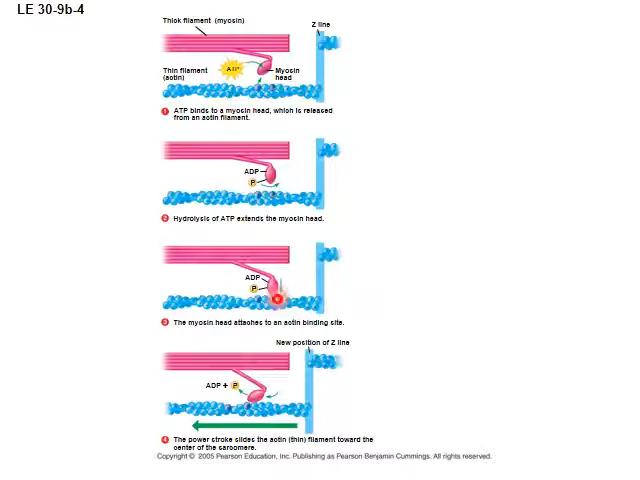 LE 30-9b-4
Thick filament (myosin)
Z line
ATP
Thin filament
(actin)
Myosin
head
1 ATP binds to a myosin head, which is released
from an actin filament.
ADP
P
2 Hydrolysis of ATP extends the myosin head.
ADP
P
3 The myosin head attaches to an actin binding site.
New position of Z line
ADP + P
4 The power stroke slides the actin (thin) filament toward the
center of the sarcomere.
Copyright © 2005 Pearson Education, Inc. Publishing as Pearson Benjamin Cummings. All rights reserved.